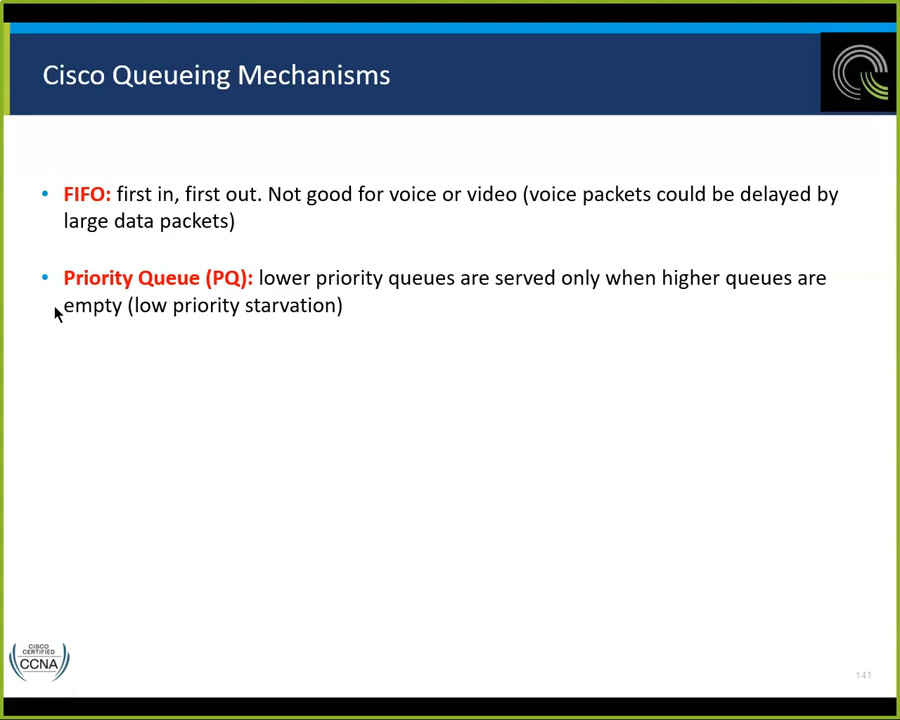 Cisco Queueing Mechanisms
• FIFO: first in, first out. Not good for voice or video (voice packets could be delayed by
large data packets)
• Priority Queue (PQ): lower priority queues are served only when higher queues are
empty (low priority starvation)
CISCO
CERTIFIED
CCNA
141